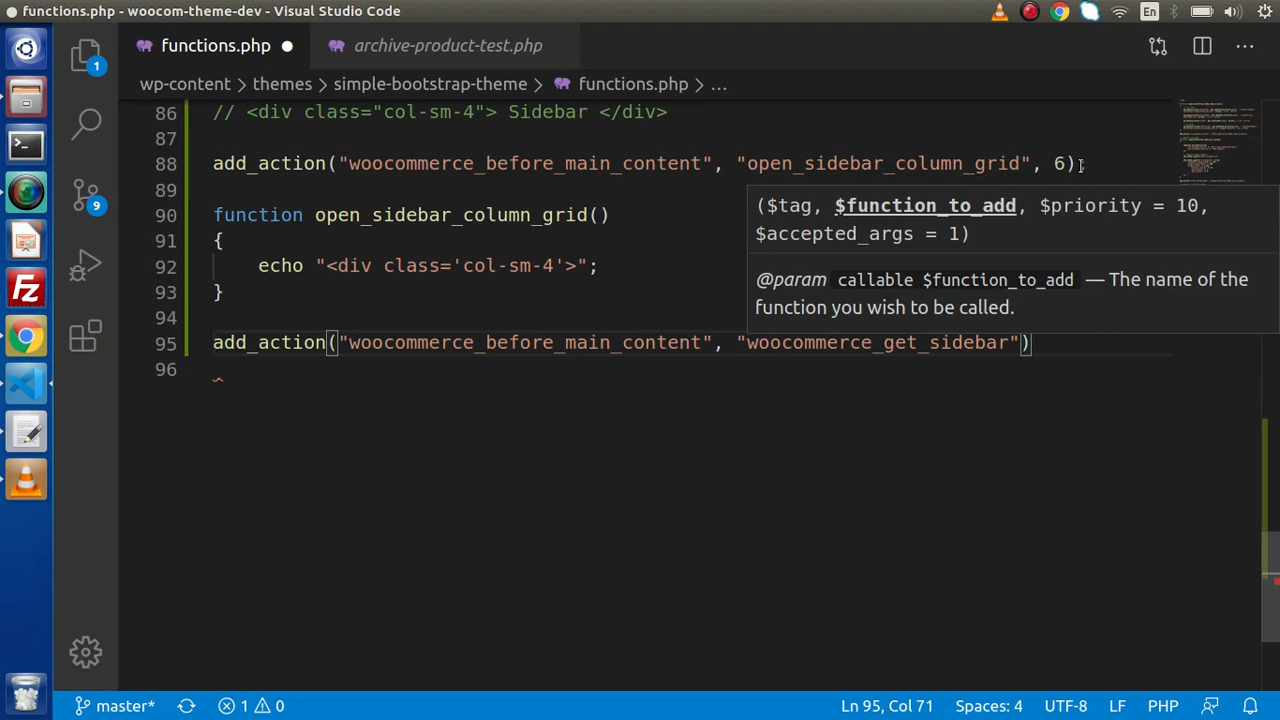 functions.php - woocom-theme-dev - Visual Studio Code
En
functions.php
archive-product-test.php
wp-content > themes > simple-bootstrap-theme > functions.php > ...
1
9
86 // <div class="col-sm-4"> Sidebar </div>
87
88 add_action("woocommerce_before_main_content", "open_sidebar_column_grid", 6);
89
90 function open_sidebar_column_grid()
91 {
92 echo "<div class='col-sm-4'>";
93 }
94
95 add_action("woocommerce_before_main_content", "woocommerce_get_sidebar")
96
($tag, $function_to_add, $priority = 10,
$accepted_args = 1)
@param callable $function_to_add — The name of the
function you wish to be called.
master* 1 0 Ln 95, Col 71 Spaces: 4 UTF-8 LF PHP